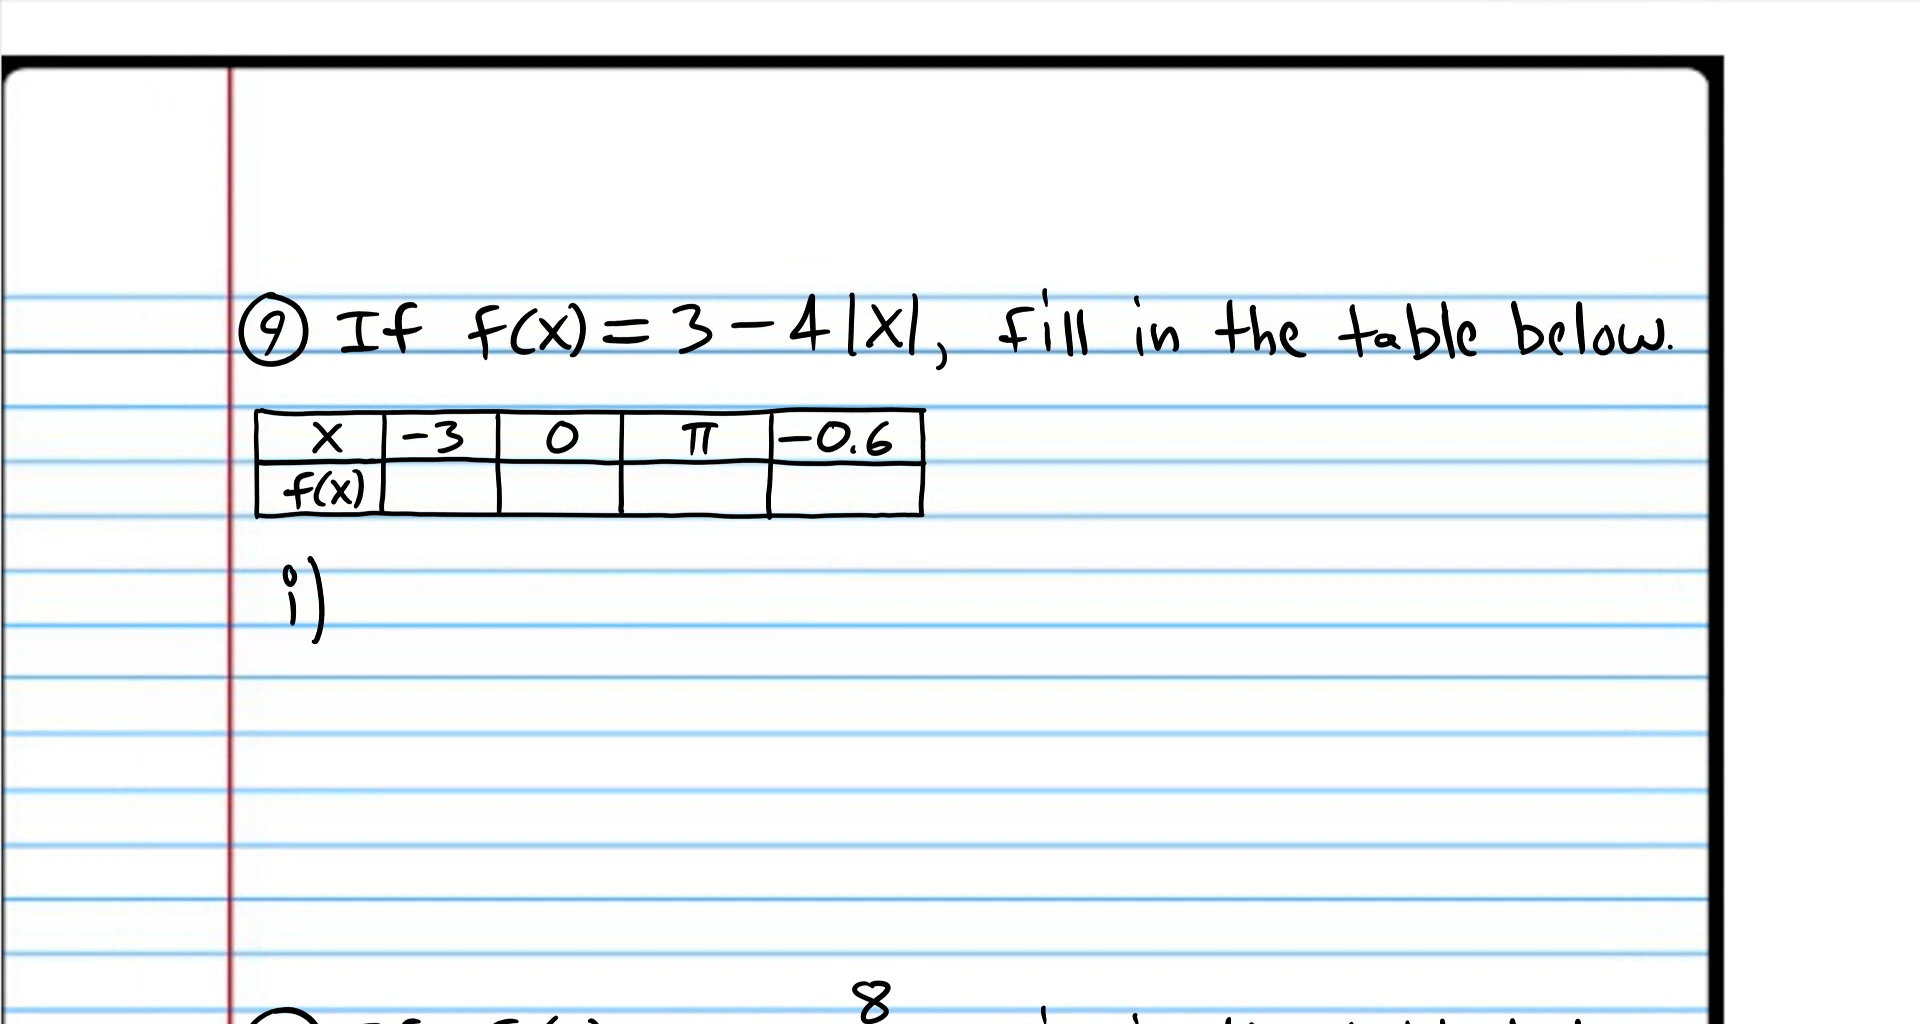 ⑨ If f(x) = 3 - 4|x|, fill in the table below.
x -3 0 π -0.6
f(x)
i)
8